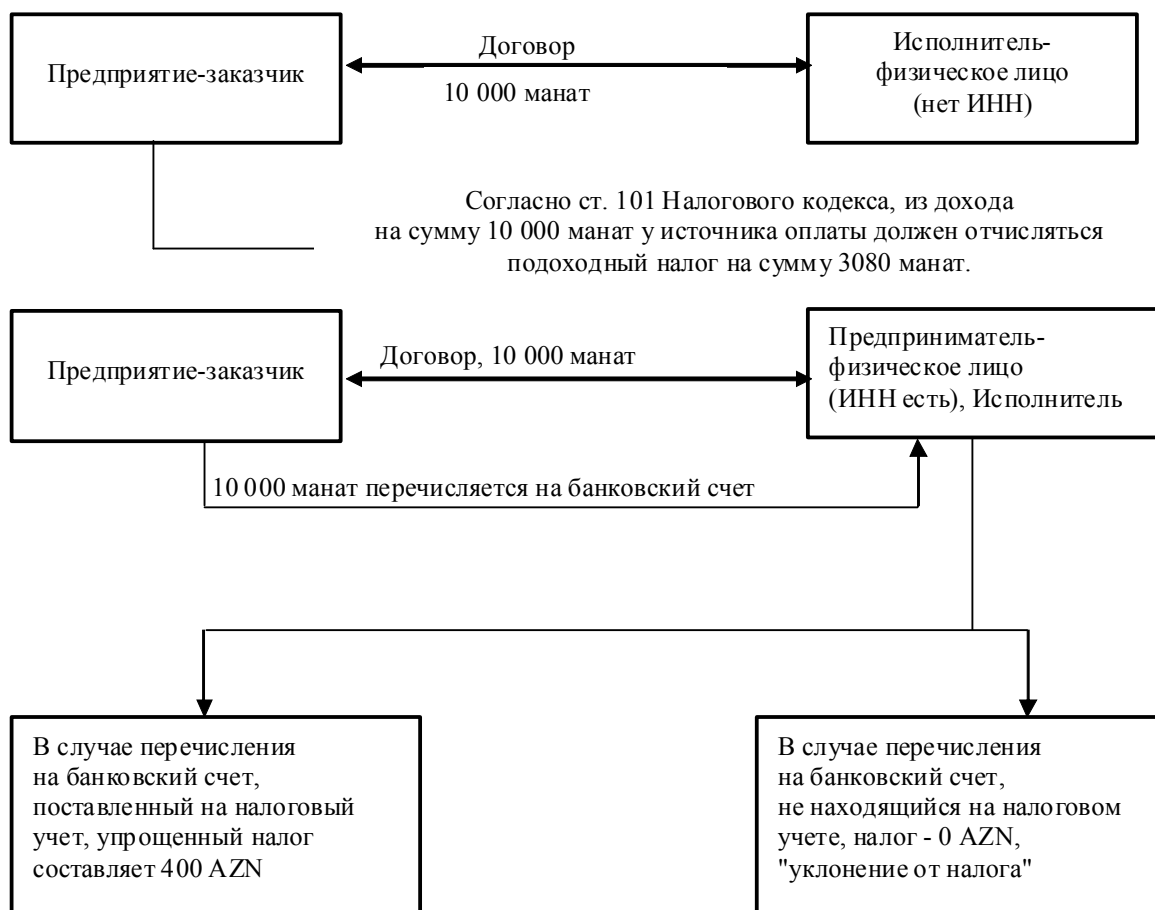 Предприятие-заказчик
Договор
10 000 манат
Исполнитель-
физическое лицо
(нет ИНН)
Согласно ст. 101 Налогового кодекса, из дохода
на сумму 10 000 манат у источника оплаты должен отчисляться
подоходный налог на сумму 3080 манат.
Предприятие-заказчик
Договор, 10 000 манат
Предприниматель-
физическое лицо
(ИНН есть), Исполнитель
10 000 манат перечисляется на банковский счет
В случае перечисления
на банковский счет,
поставленный на налоговый
учет, упрощенный налог
составляет 400 AZN
В случае перечисления
на банковский счет,
не находящийся на налоговом
учете, налог - 0 AZN,
"уклонение от налога"